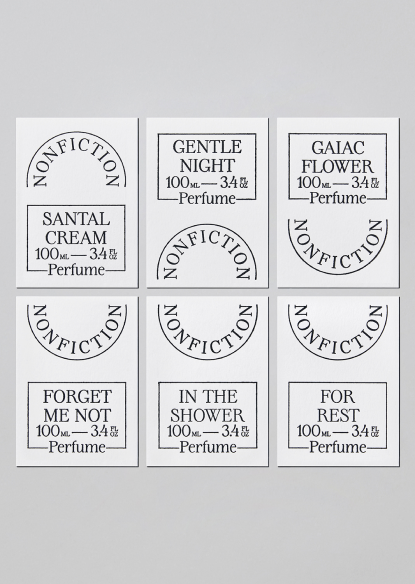 NONFICTION
SANTAL
CREAM
100ML — 3.4 FL OZ
Perfume
GENTLE
NIGHT
100ML — 3.4 FL OZ
Perfume
NONFICTION
GAIAC
FLOWER
100ML — 3.4 FL OZ
Perfume
NONFICTION
NONFICTION
FORGET
ME NOT
100ML — 3.4 FL OZ
Perfume
NONFICTION
IN THE
SHOWER
100ML — 3.4 FL OZ
Perfume
NONFICTION
FOR
REST
100ML — 3.4 FL OZ
Perfume